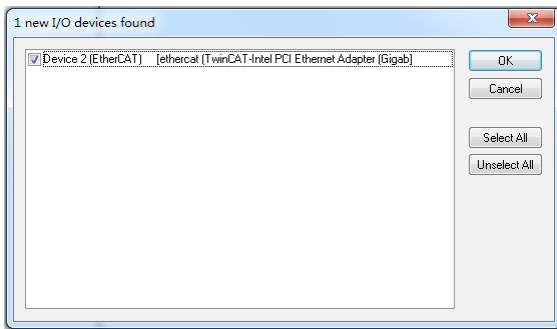 1 new I/O devices found
Device 2 (EtherCAT) [ethercat (TwinCAT-Intel PCI Ethernet Adapter (Gigab]
OK
Cancel
Select All
Unselect All